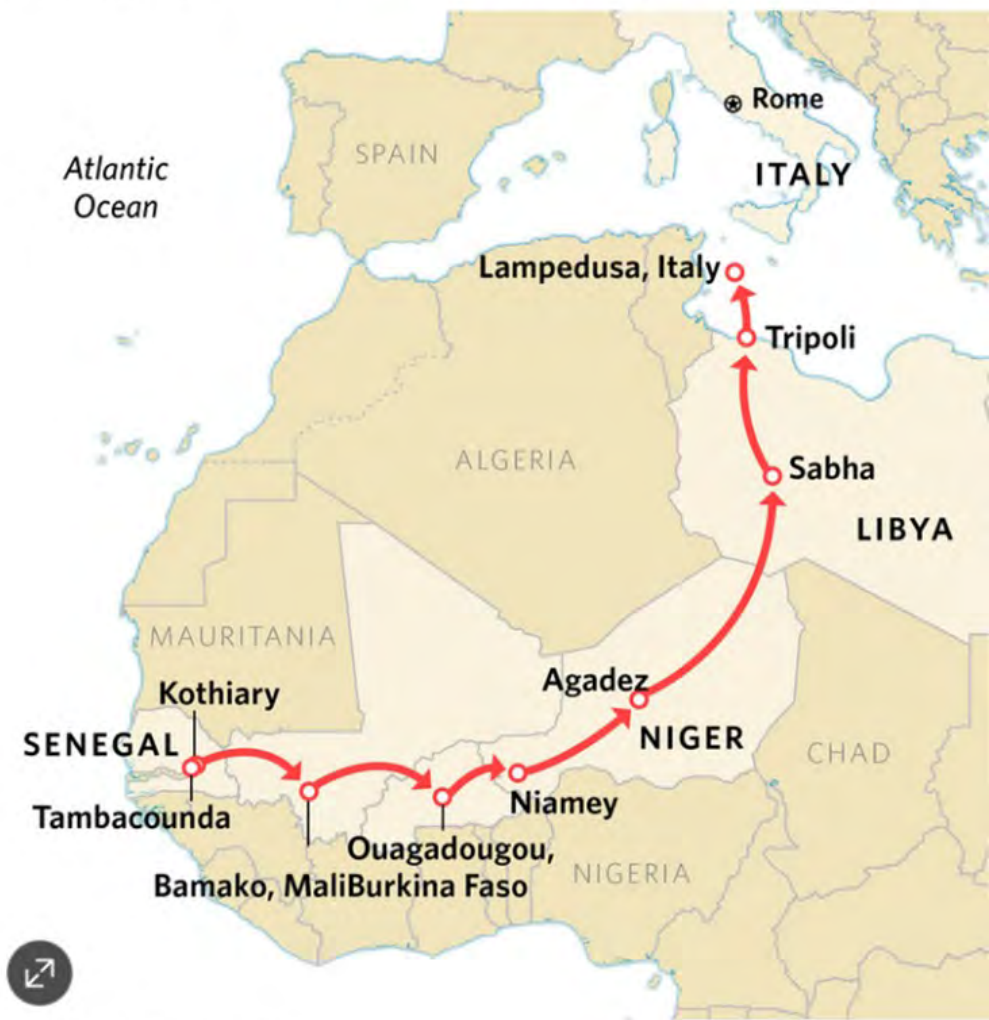 Rome
SPAIN
Atlantic
Ocean
ITALY
Lampedusa, Italy
Tripoli
ALGERIA
Sabha
LIBYA
MAURITANIA
Kothiary
Agadez
SENEGAL
NIGER
CHAD
Tambacounda
Niamey
Ouagadougou,
Bamako, MaliBurkina Faso
NIGERIA